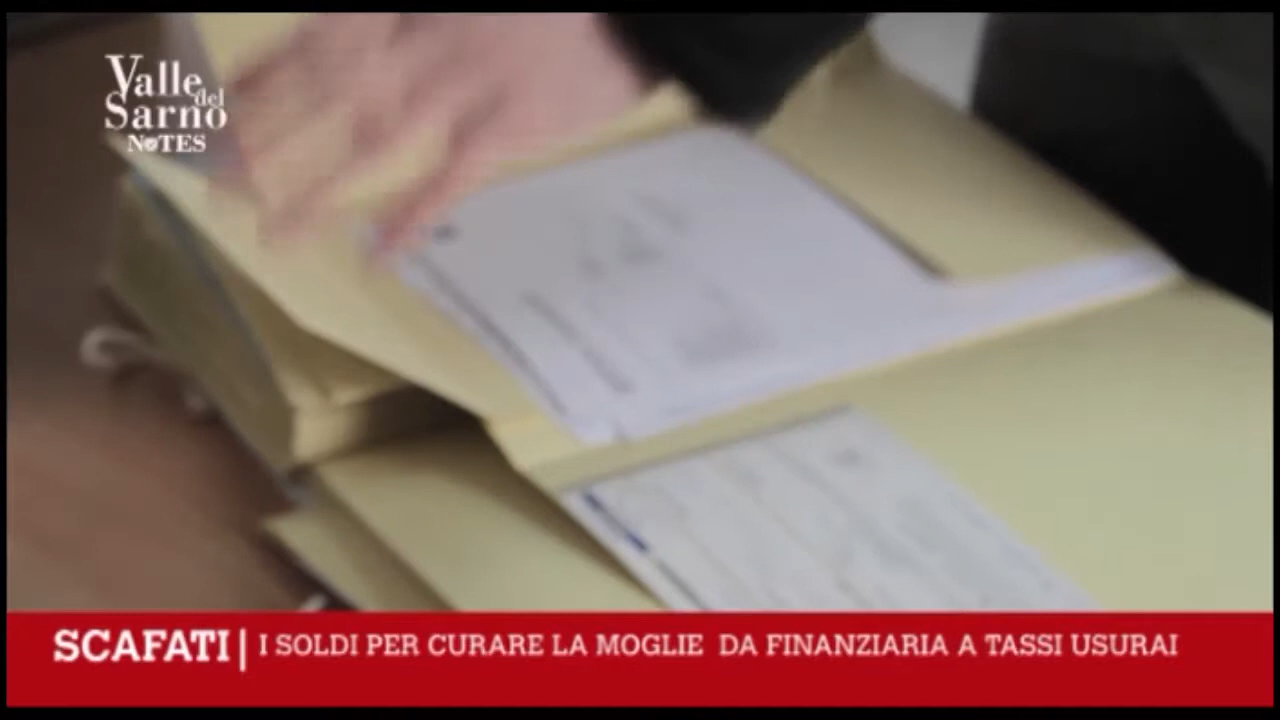 Valle
del
Sarno
NOTES
SCAFATI| I SOLDI PER CURARE LA MOGLIE DA FINANZIARIA A TASSI USURAI